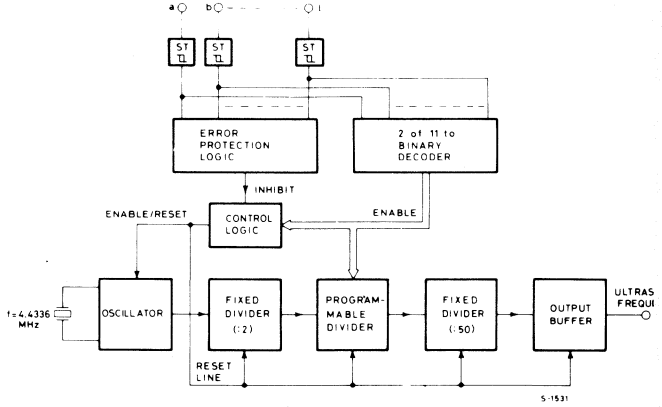 a b l
ST ST ST
ERROR
PROTECTION
LOGIC
2 of 11 to
BINARY
DECODER
INHIBIT
ENABLE/RESET
CONTROL
LOGIC
ENABLE
f=4.4336
MHz
OSCILLATOR
FIXED
DIVIDER
(:2)
PROGRAM-
MABLE
DIVIDER
FIXED
DIVIDER
(:50)
OUTPUT
BUFFER
ULTRAS
FREQU
RESET
LINE
S-1531